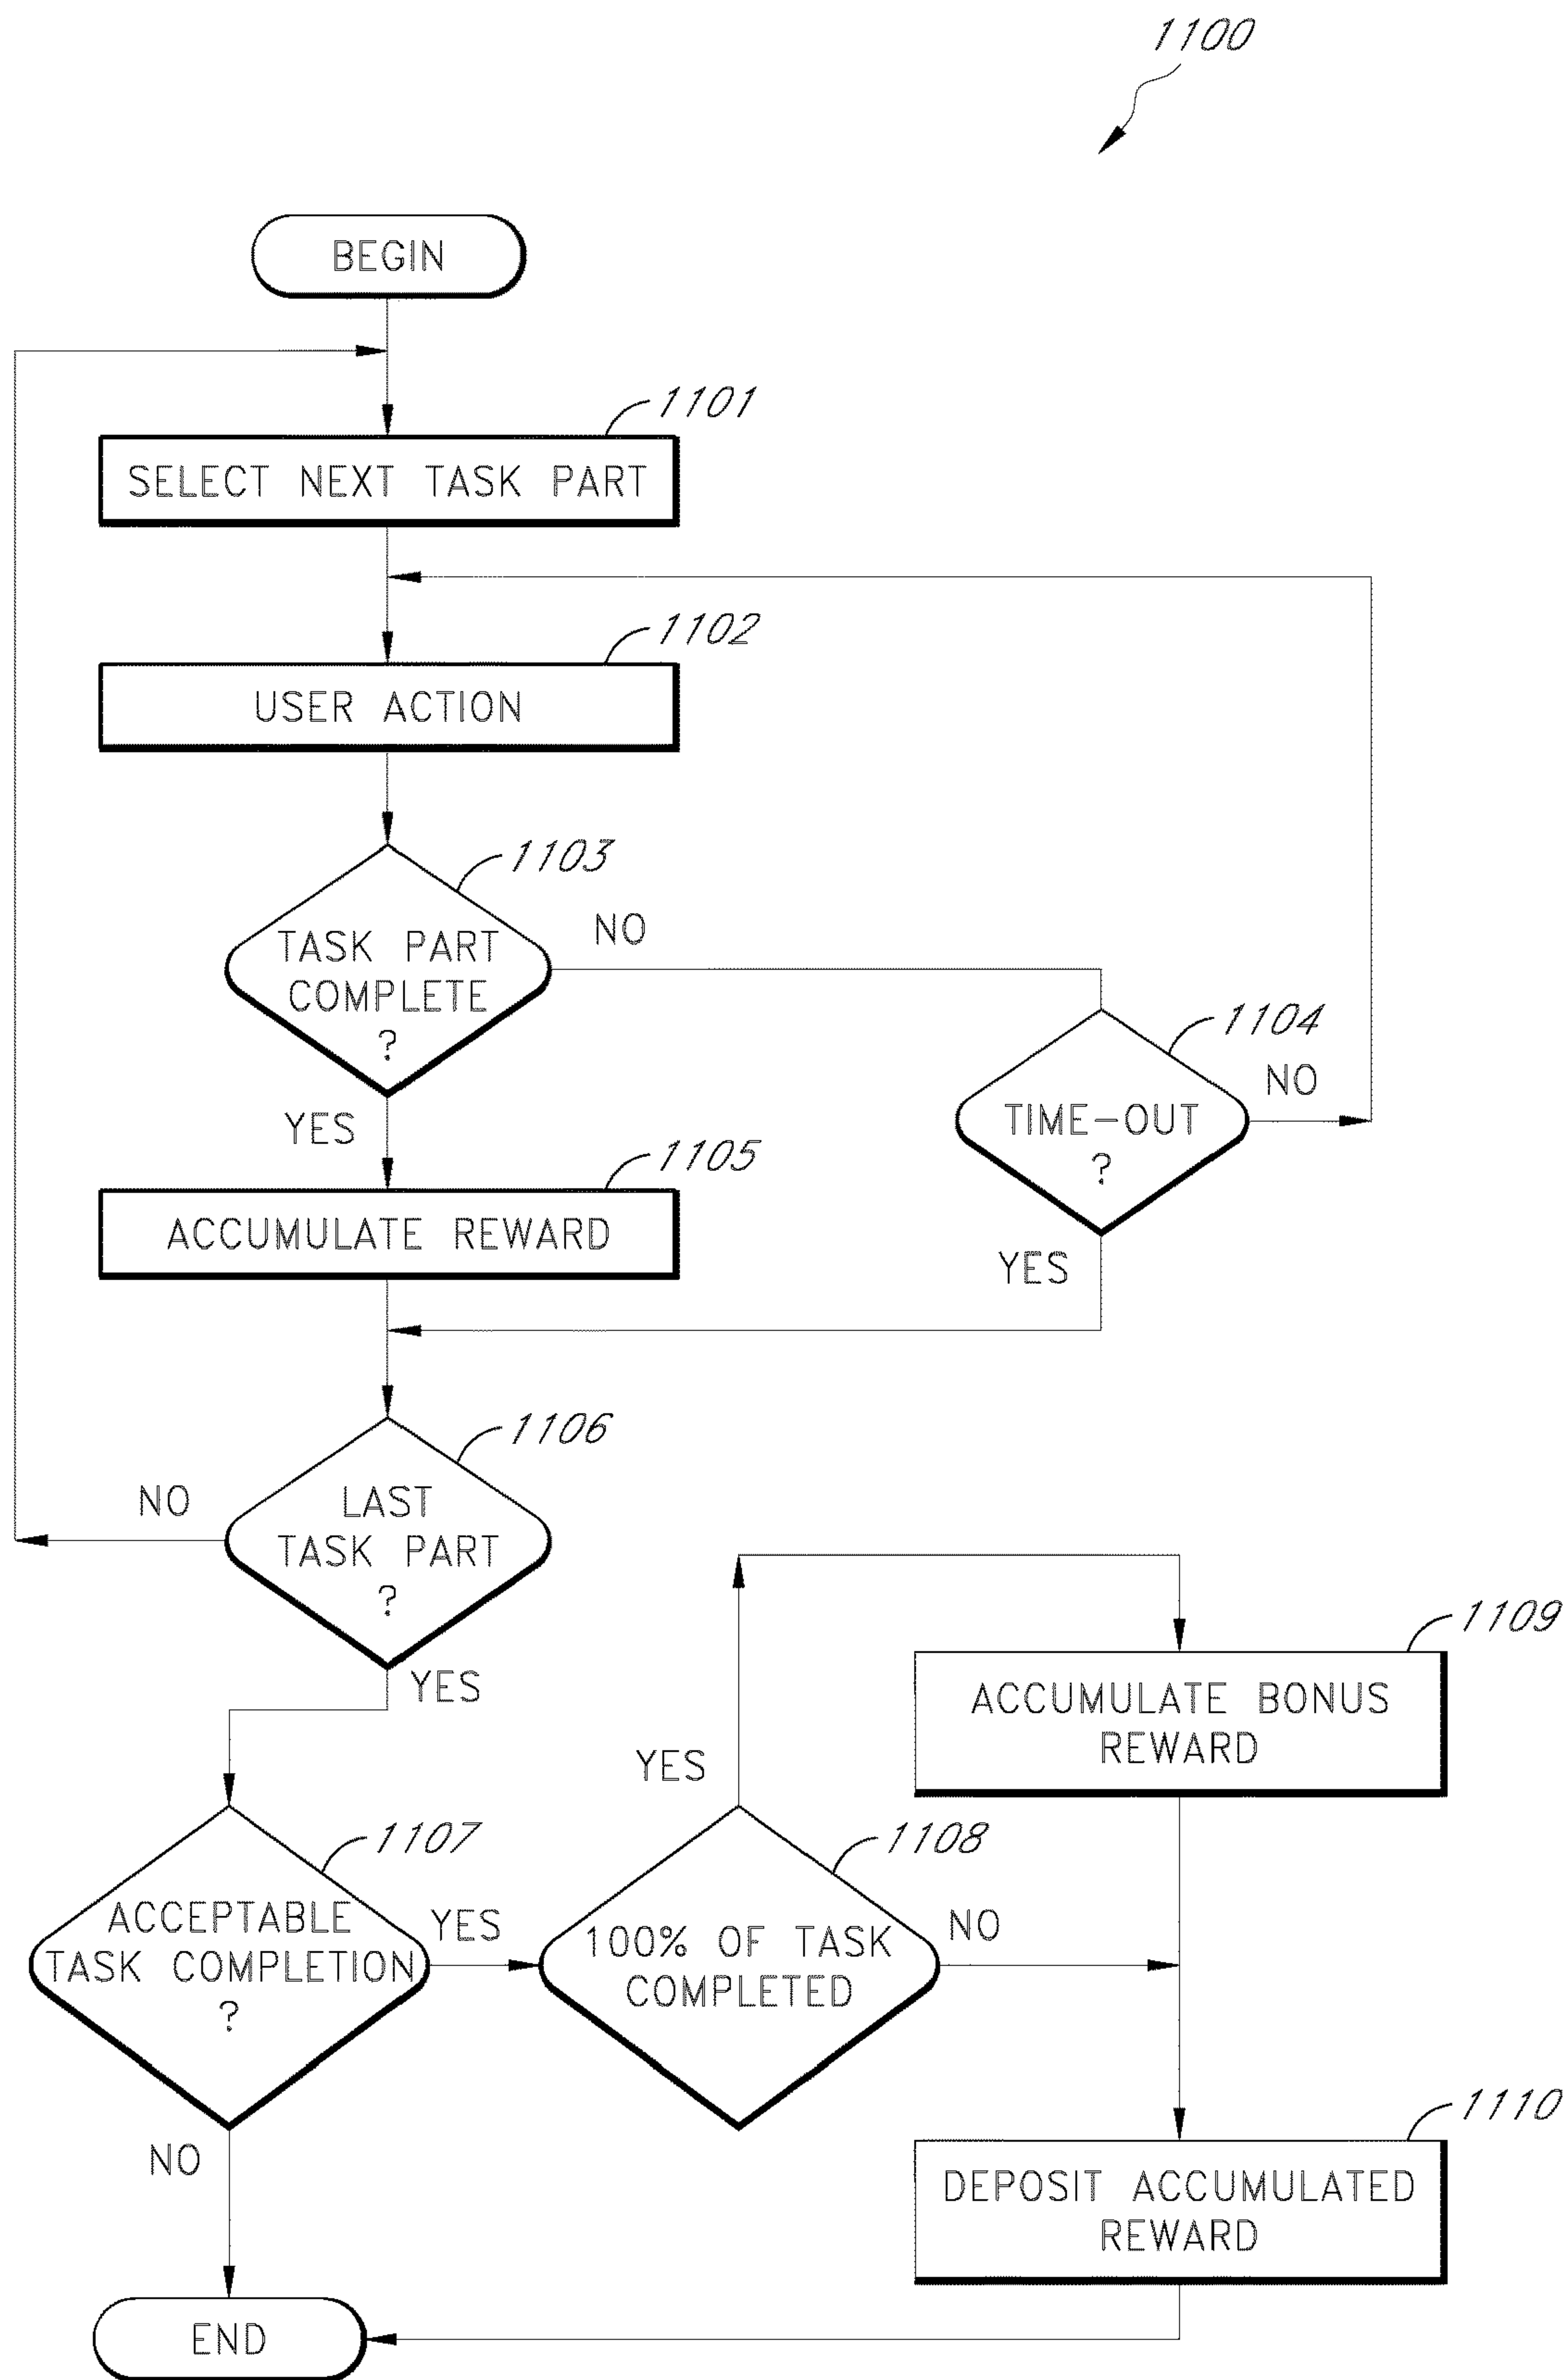 1100
BEGIN
1101
SELECT NEXT TASK PART
1102
USER ACTION
1103
TASK PART
COMPLETE
?
NO
1104
TIME-OUT
?
NO
YES
YES
1105
ACCUMULATE REWARD
1106
LAST
TASK PART
?
NO
YES
1107
ACCEPTABLE
TASK COMPLETION
?
YES
NO
1108
100% OF TASK
COMPLETED
YES
NO
1109
ACCUMULATE BONUS
REWARD
1110
DEPOSIT ACCUMULATED
REWARD
END